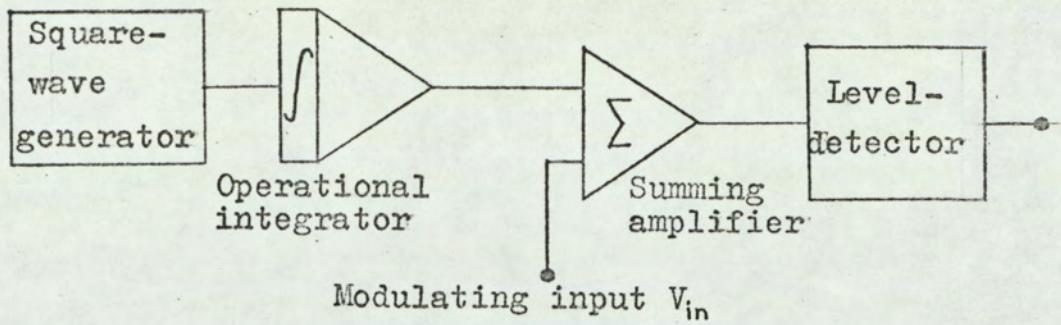 Square-
wave
generator
∫
Operational
integrator
Σ
Summing
amplifier
Level-
detector
Modulating input V_in